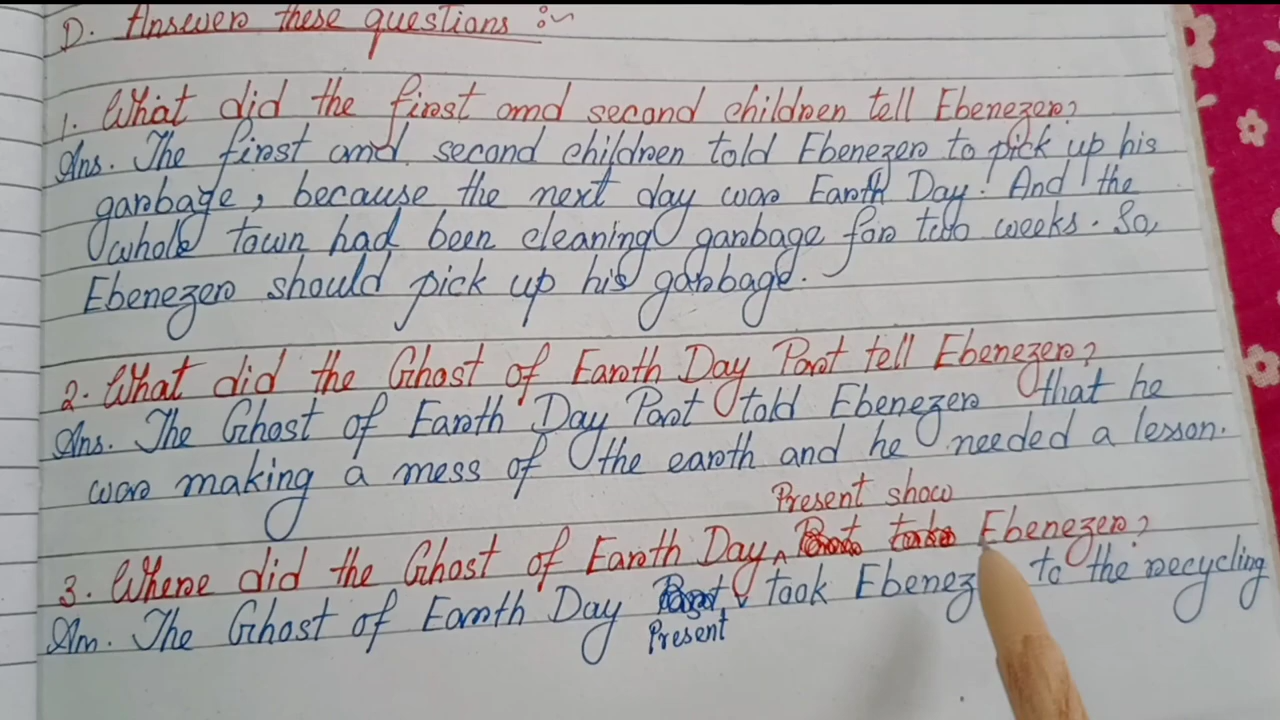 D. Answer these questions :~
1. What did the first and second children tell Ebenezer?
Ans. The first and second children told Ebenezer to pick up his
garbage, because the next day was Earth Day. And the
whole town had been cleaning garbage for two weeks. So,
Ebenezer should pick up his garbage.
2. What did the Ghost of Earth Day Past tell Ebenezer?
Ans. The Ghost of Earth Day Past told Ebenezer that he
was making a mess of the earth and he needed a lesson.
Present show
3. Where did the Ghost of Earth Day ^ Ebenezer?
Ans. The Ghost of Earth Day took Ebenez to the recycling
Present